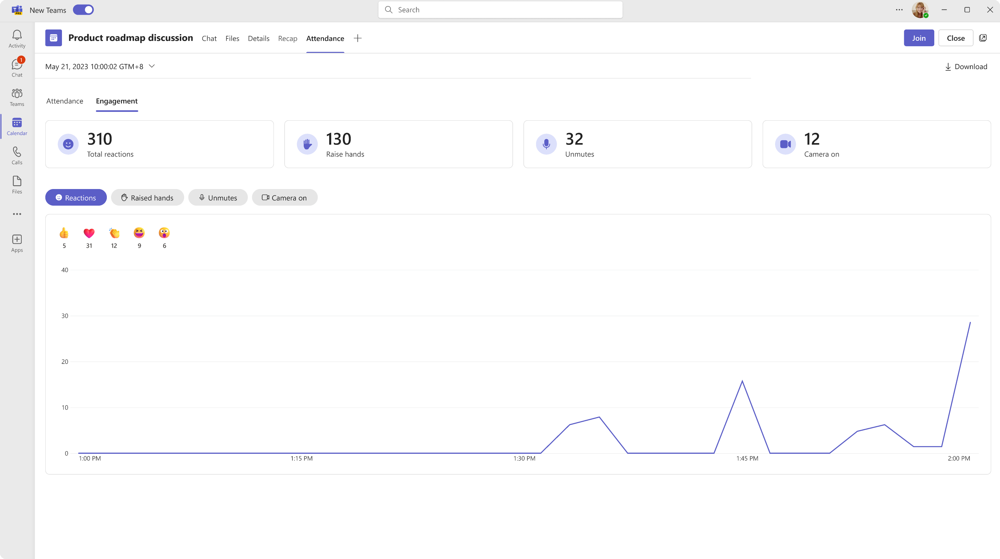 New Teams
PRE
Search
Activity
1
Chat
Teams
Calendar
Calls
Files
Apps
Product roadmap discussion Chat Files Details Recap Attendance
Join Close
May 21, 2023 10:00:02 GTM+8
Download
Attendance Engagement
310
Total reactions
130
Raise hands
32
Unmutes
12
Camera on
Reactions Raised hands Unmutes Camera on
5 31 12 9 6
40
30
20
10
0
1:00 PM 1:15 PM 1:30 PM 1:45 PM 2:00 PM